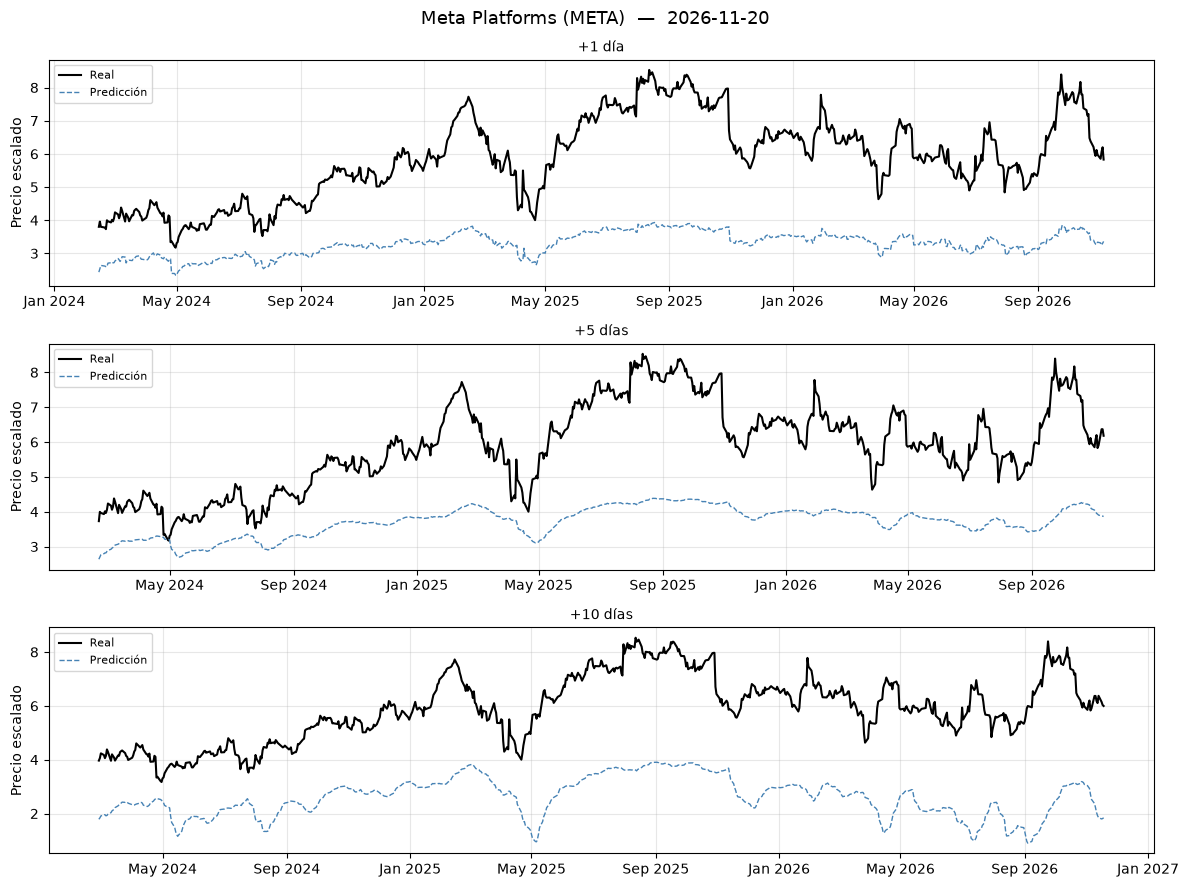 Meta Platforms (META) — 2026-11-20
+1 día
Precio escalado
8
7
6
5
4
3
Real
Predicción
Jan 2024 May 2024 Sep 2024 Jan 2025 May 2025 Sep 2025 Jan 2026 May 2026 Sep 2026
+5 días
Precio escalado
8
7
6
5
4
3
Real
Predicción
May 2024 Sep 2024 Jan 2025 May 2025 Sep 2025 Jan 2026 May 2026 Sep 2026
+10 días
Precio escalado
8
6
4
2
Real
Predicción
May 2024 Sep 2024 Jan 2025 May 2025 Sep 2025 Jan 2026 May 2026 Sep 2026 Jan 2027